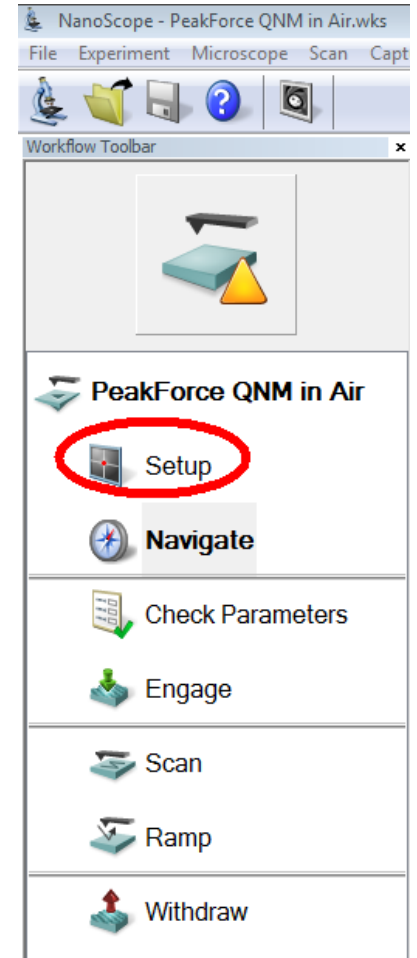 NanoScope - PeakForce QNM in Air.wks
File Experiment Microscope Scan Capt
Workflow Toolbar x
PeakForce QNM in Air
Setup
Navigate
Check Parameters
Engage
Scan
Ramp
Withdraw